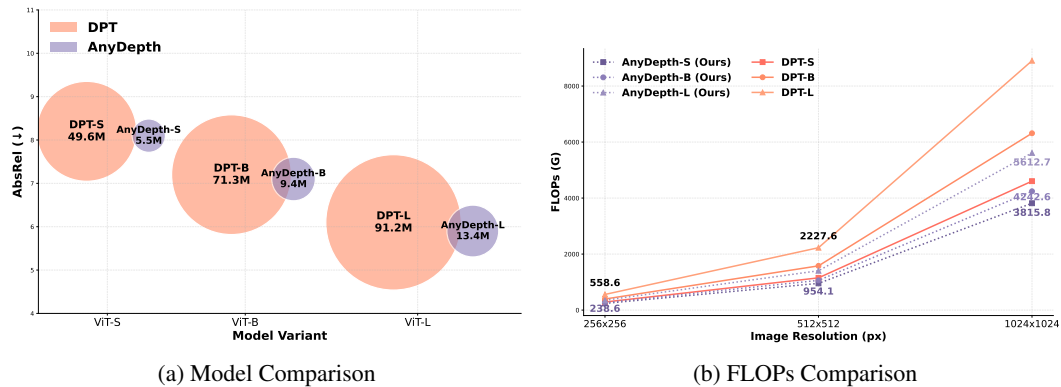 DPT
AnyDepth
11
10
9
8
7
6
5
4
AbsRel (↓)
DPT-S
49.6M
AnyDepth-S
5.5M
DPT-B
71.3M
AnyDepth-B
9.4M
DPT-L
91.2M
AnyDepth-L
13.4M
ViT-S
ViT-B
ViT-L
Model Variant
(a) Model Comparison
AnyDepth-S (Ours)
AnyDepth-B (Ours)
AnyDepth-L (Ours)
DPT-S
DPT-B
DPT-L
8000
6000
4000
2000
0
FLOPs (G)
558.6
238.6
2227.6
954.1
5612.7
4242.6
3815.8
256x256
512x512
1024x1024
Image Resolution (px)
(b) FLOPs Comparison